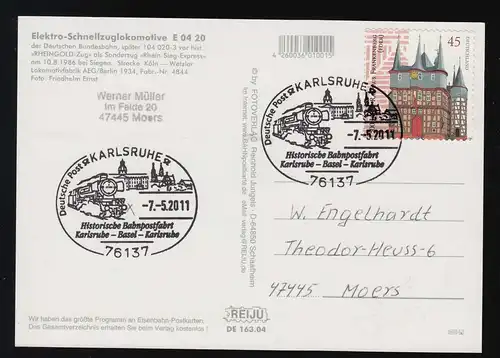 Elektro-Schnellzuglokomotive E 04 20
der Deutschen Bundesbahn, später 104 020-3 vor hist.
»RHEINGOLD-Zug« als Sonderzug »Rhein-Sieg-Express«
am 10.8 1986 bei Siegen, Strecke Köln — Wetzlar
Lokomotivfabrik AEG/Berlin 1934, Fabr.-Nr. 4844
Foto: Friedhelm Ernst
Werner Müller
Im Felde 20
47445 Moers
4 260036 010015
45
DEUTSCHLAND
Deutsche Post KARLSRUHE
-7.-5.2011
Historische Bahnpostfahrt
Karlsruhe – Basel – Karlsruhe
76137
Deutsche Post KARLSRUHE
-7.-5.2011
Historische Bahnpostfahrt
Karlsruhe – Basel – Karlsruhe
76137
W. Engelhardt
Theodor-Heuss-6
47445 Moers
Wir haben das größte Programm an Eisenbahn-Postkarten.
Das Gesamtverzeichnis erhalten Sie beim Verlag kostenlos!
REIJU
DE 163.04